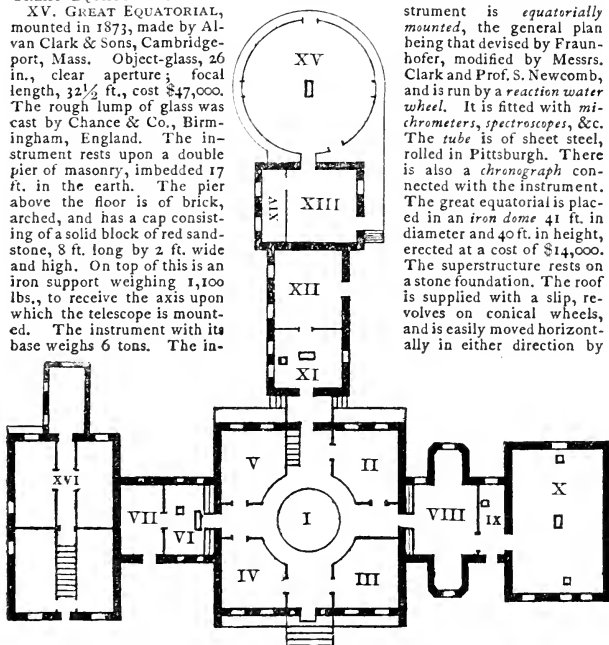 XV. GREAT EQUATORIAL,
mounted in 1873, made by Al-
van Clark & Sons, Cambridge-
port, Mass. Object-glass, 26
in., clear aperture; focal
length, 32½ ft., cost $47,000.
The rough lump of glass was
cast by Chance & Co., Birm-
ingham, England. The in-
strument rests upon a double
pier of masonry, imbedded 17
ft. in the earth. The pier
above the floor is of brick,
arched, and has a cap consist-
ing of a solid block of red sand-
stone, 8 ft. long by 2 ft. wide
and high. On top of this is an
iron support weighing 1,100
lbs., to receive the axis upon
which the telescope is mount-
ed. The instrument with its
base weighs 6 tons. The in-
strument is equatorially
mounted, the general plan
being that devised by Fraun-
hofer, modified by Messrs.
Clark and Prof. S. Newcomb,
and is run by a reaction water
wheel. It is fitted with mi-
chrometers, spectroscopes, &c.
The tube is of sheet steel,
rolled in Pittsburgh. There
is also a chronograph con-
nected with the instrument.
The great equatorial is plac-
ed in an iron dome 41 ft. in
diameter and 40 ft. in height,
erected at a cost of $14,000.
The superstructure rests on
a stone foundation. The roof
is supplied with a slip, re-
volves on conical wheels,
and is easily moved horizont-
ally in either direction by
XV
XIV
XIII
XII
XI
XVI
V
II
VII
VI
I
VIII
IX
X
IV
III